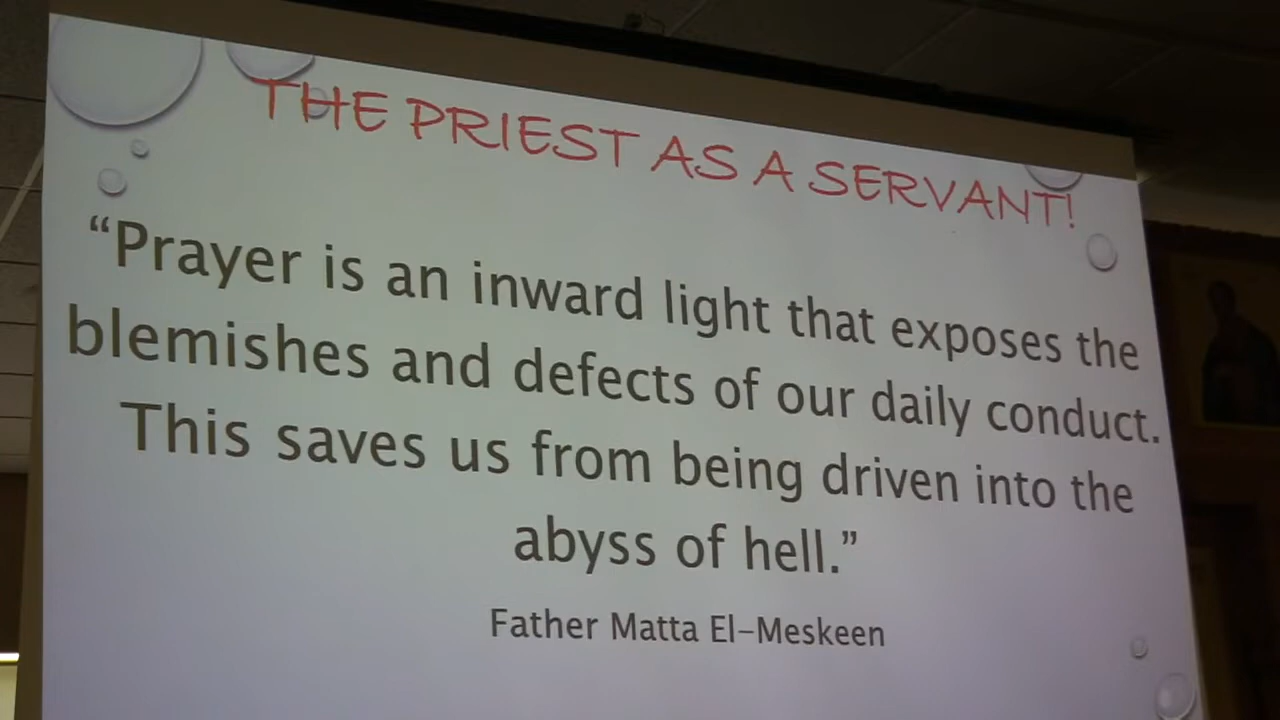 THE PRIEST AS A SERVANT!
“Prayer is an inward light that exposes the
blemishes and defects of our daily conduct.
This saves us from being driven into the
abyss of hell.”
Father Matta El-Meskeen